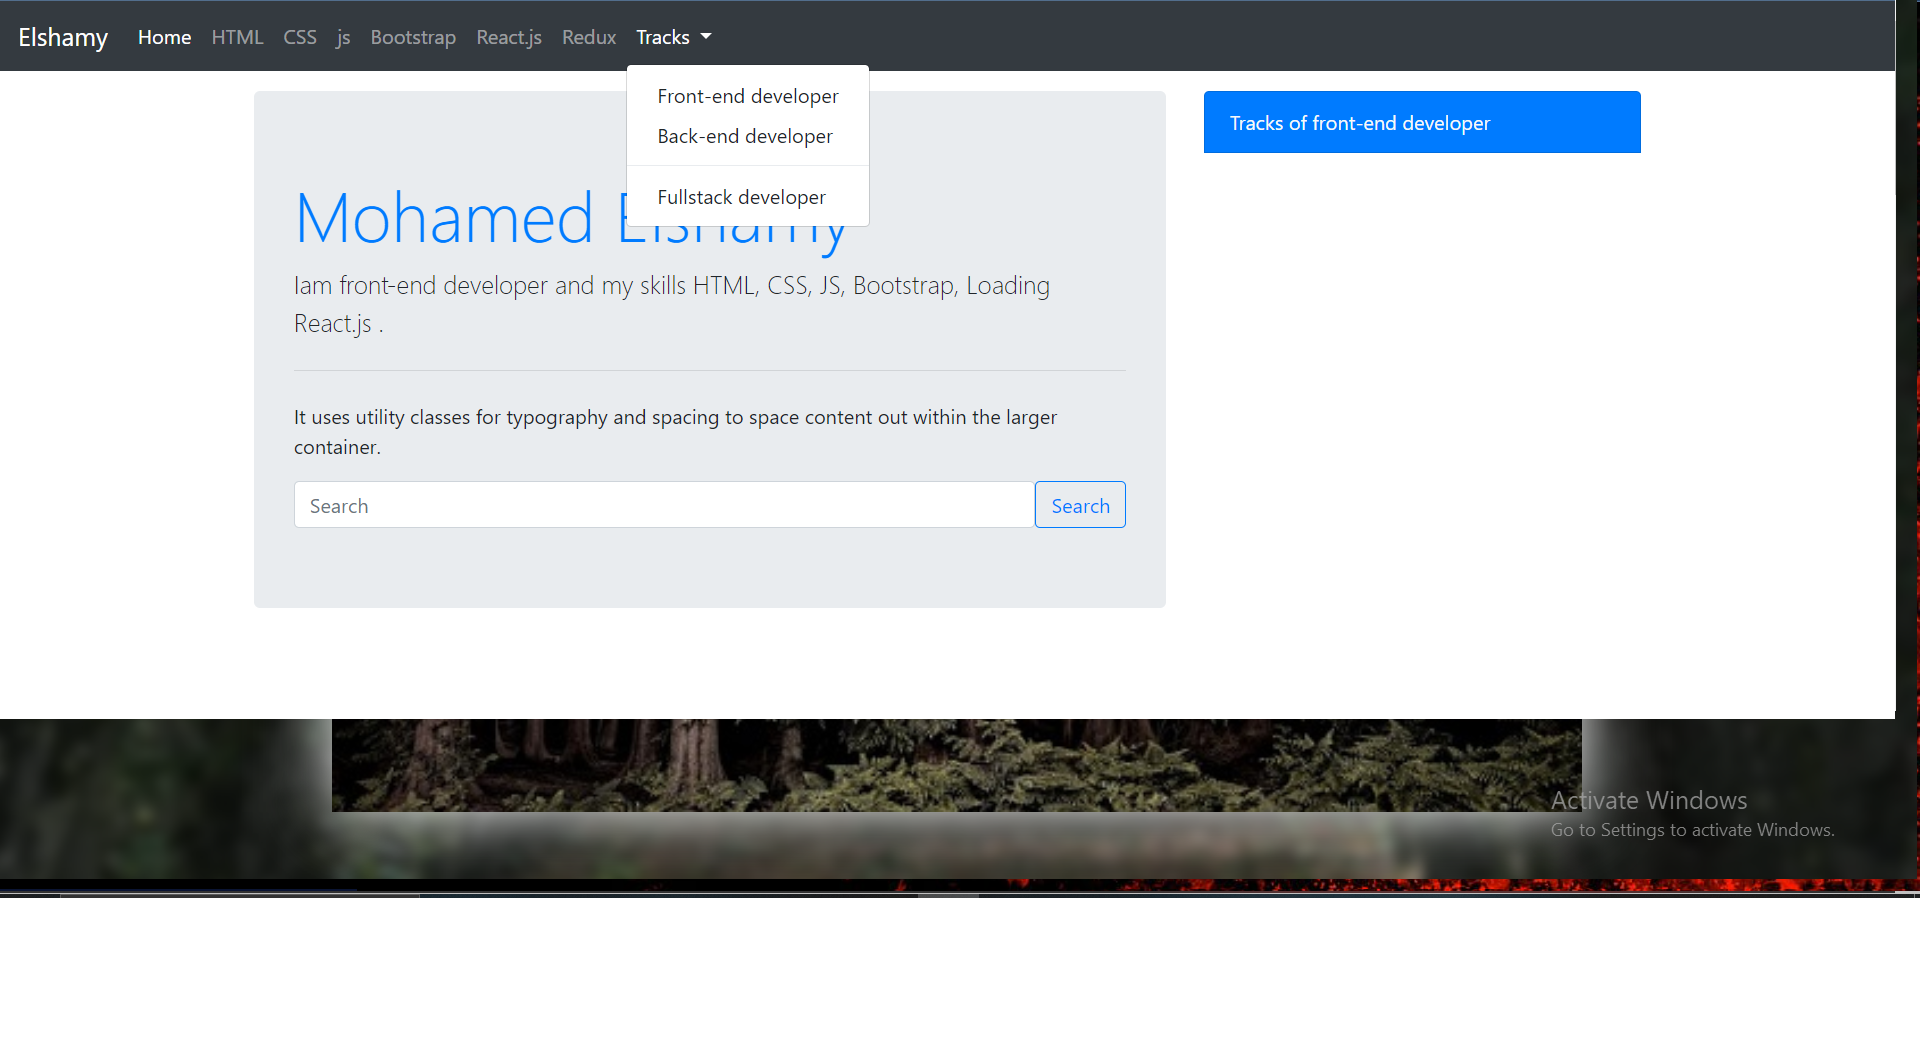 Elshamy Home HTML CSS js Bootstrap React.js Redux Tracks
Front-end developer
Back-end developer
Fullstack developer
Tracks of front-end developer
Mohamed Elshamy
Iam front-end developer and my skills HTML, CSS, JS, Bootstrap, Loading
React.js .
It uses utility classes for typography and spacing to space content out within the larger
container.
Search Search
Activate Windows
Go to Settings to activate Windows.